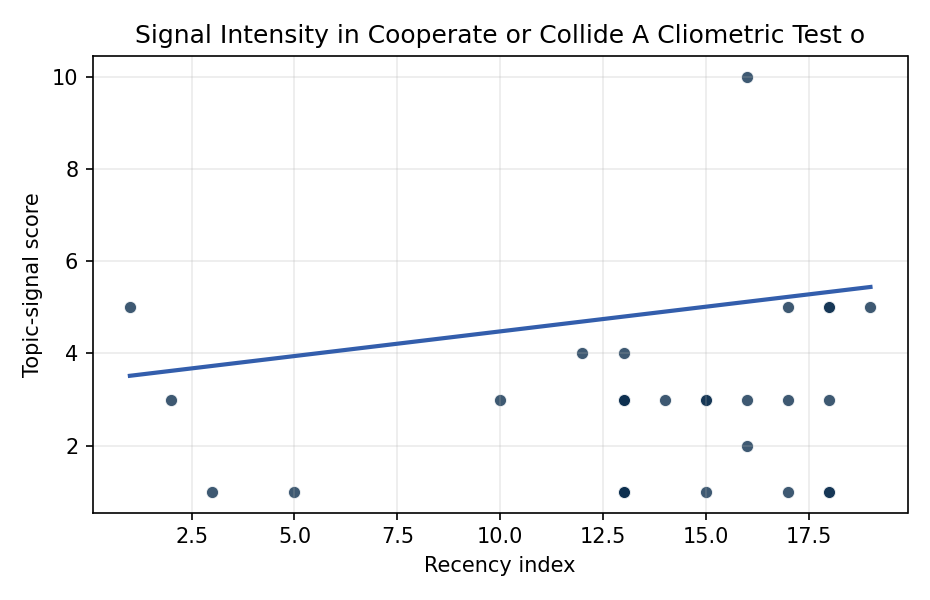 Signal Intensity in Cooperate or Collide A Cliometric Test o
10
8
6
4
2
Topic-signal score
2.5 5.0 7.5 10.0 12.5 15.0 17.5
Recency index